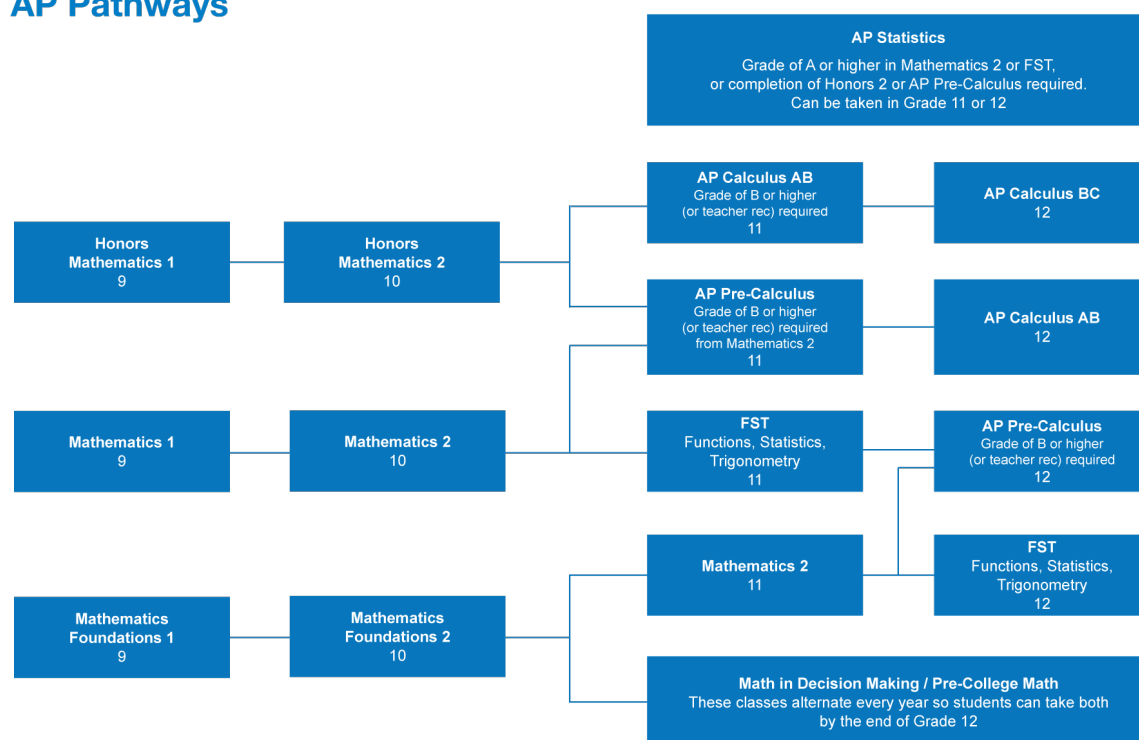 AP Pathways
AP Statistics
Grade of A or higher in Mathematics 2 or FST,
or completion of Honors 2 or AP Pre-Calculus required.
Can be taken in Grade 11 or 12
AP Calculus AB
Grade of B or higher
(or teacher rec) required
11
AP Calculus BC
12
Honors
Mathematics 1
9
Honors
Mathematics 2
10
AP Pre-Calculus
Grade of B or higher
(or teacher rec) required
from Mathematics 2
11
AP Calculus AB
12
Mathematics 1
9
Mathematics 2
10
FST
Functions, Statistics,
Trigonometry
11
AP Pre-Calculus
Grade of B or higher
(or teacher rec) required
12
Mathematics 2
11
FST
Functions, Statistics,
Trigonometry
12
Mathematics
Foundations 1
9
Mathematics
Foundations 2
10
Math in Decision Making / Pre-College Math
These classes alternate every year so students can take both
by the end of Grade 12